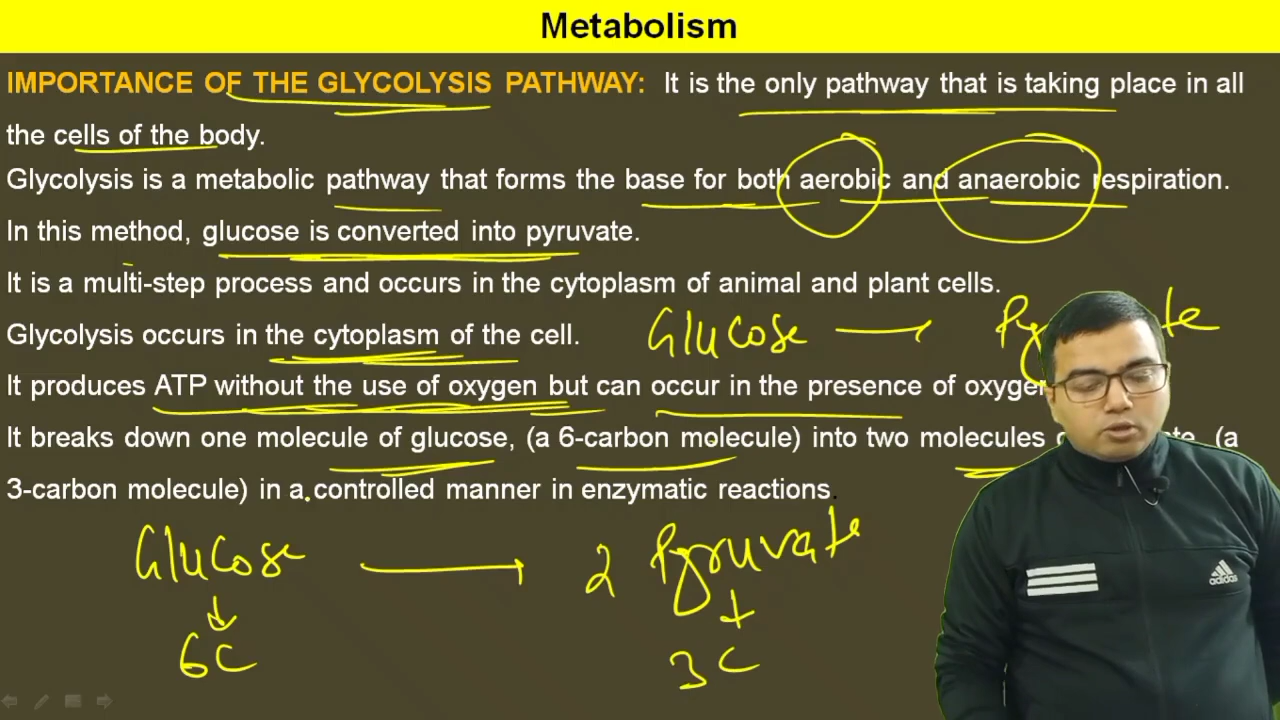 Metabolism
IMPORTANCE OF THE GLYCOLYSIS PATHWAY: It is the only pathway that is taking place in all
the cells of the body.
Glycolysis is a metabolic pathway that forms the base for both aerobic and anaerobic respiration.
In this method, glucose is converted into pyruvate.
It is a multi-step process and occurs in the cytoplasm of animal and plant cells.
Glycolysis occurs in the cytoplasm of the cell. Glucose
It produces ATP without the use of oxygen but can occur in the presence of oxygen
It breaks down one molecule of glucose, (a 6-carbon molecule) into two molecules (a
3-carbon molecule) in a controlled manner in enzymatic reactions.
Glucose → 2 Pyruvate
6C 3C
adidas